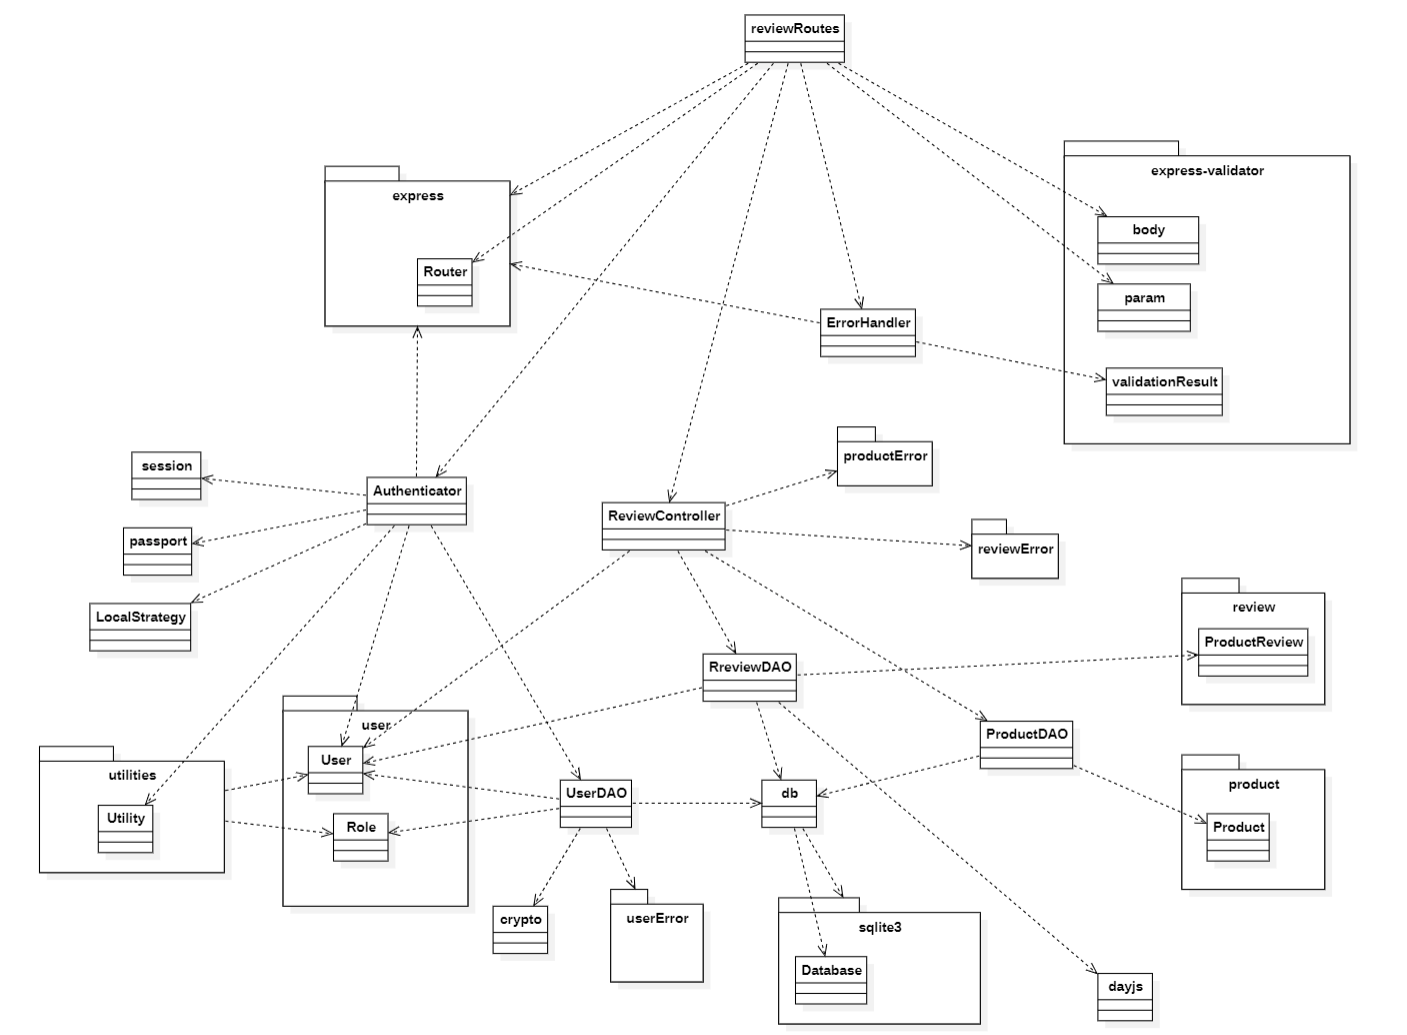 reviewRoutes
express-validator
express
body
Router
param
ErrorHandler
validationResult
productError
session
Authenticator
ReviewController
passport
reviewError
LocalStrategy
review
ProductReview
RreviewDAO
user
ProductDAO
User
utilities
UserDAO
db
product
Utility
Role
Product
crypto
userError
sqlite3
Database
dayjs